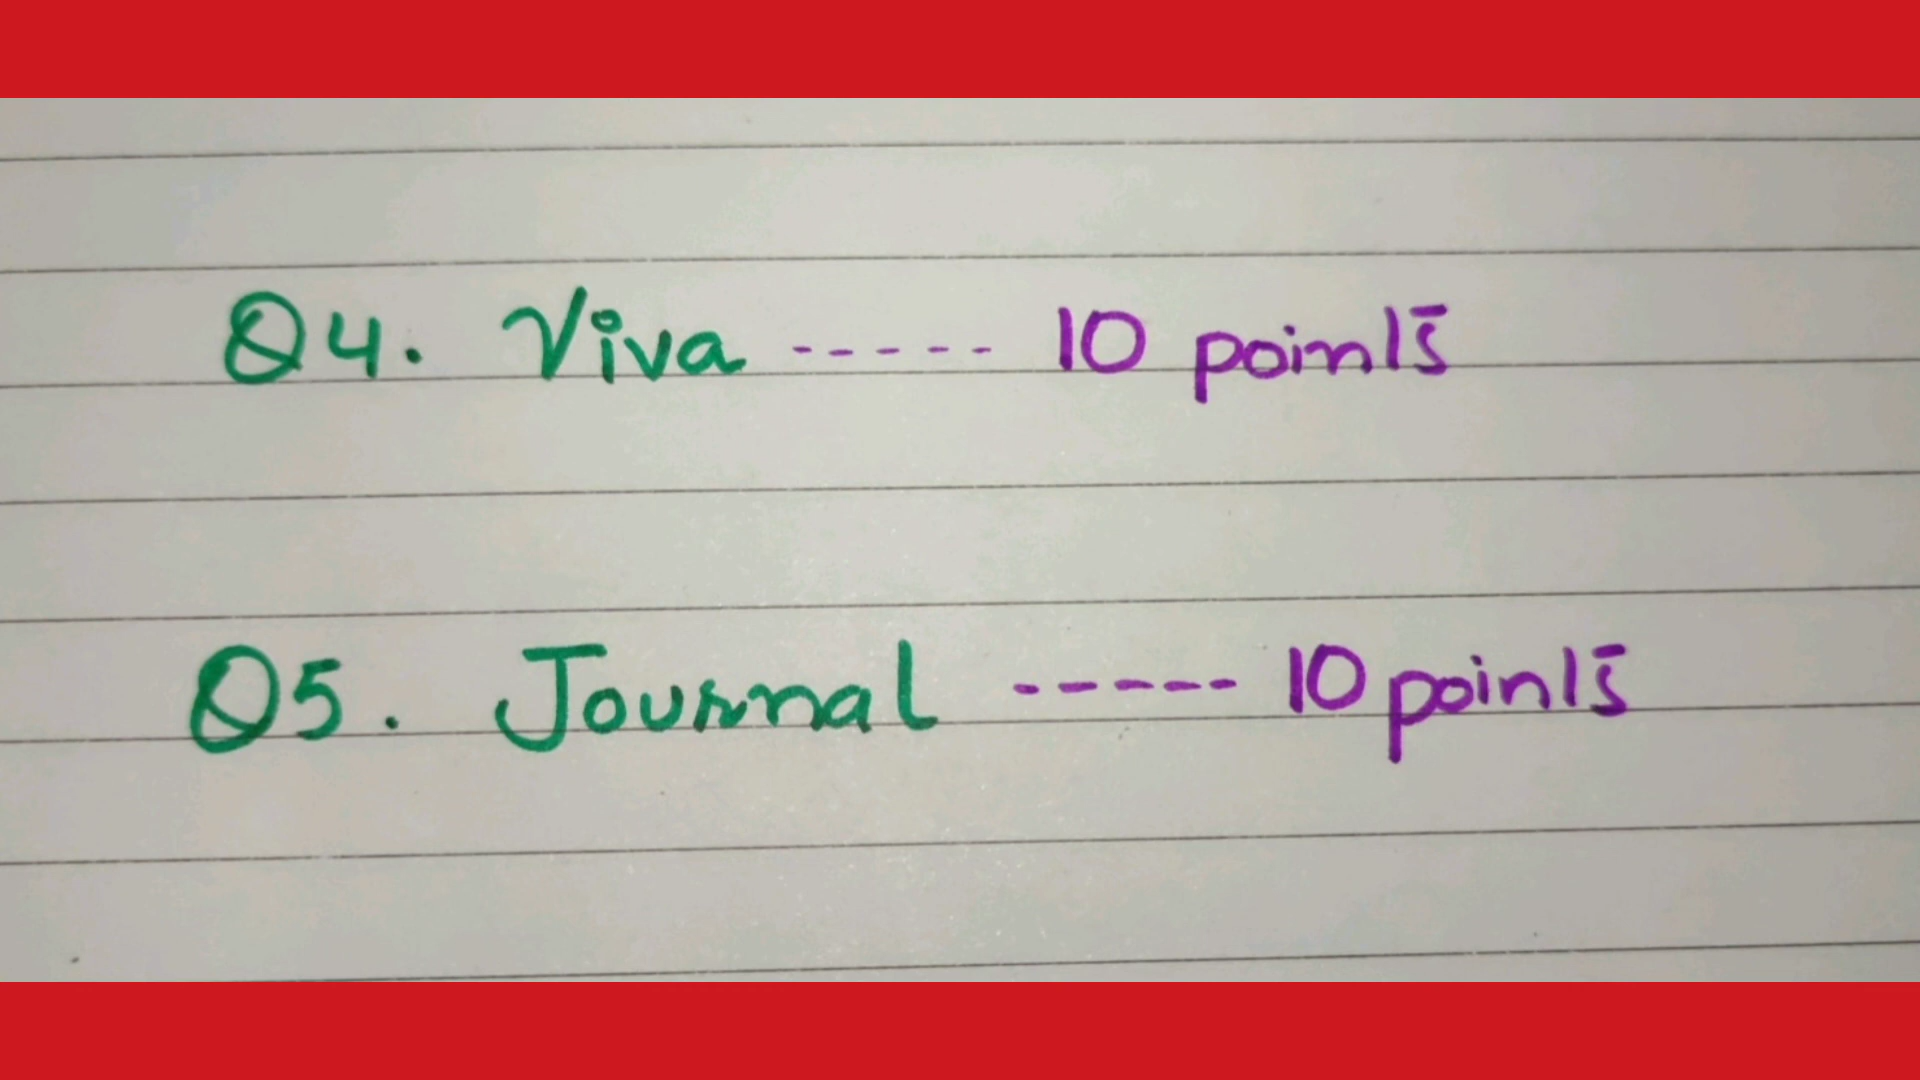 Q4. Viva ----- 10 points
Q5. Journal ----- 10 points